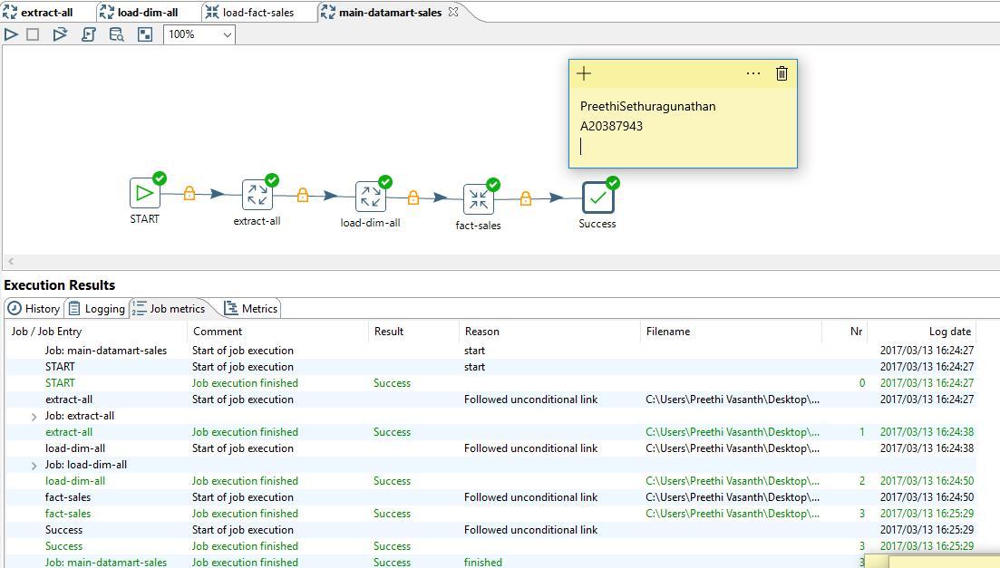 extract-all load-dim-all load-fact-sales main-datamart-sales
100%
PreethiSethuragunathan
A20387943
START extract-all load-dim-all fact-sales Success
Execution Results
History Logging Job metrics Metrics
Job / Job Entry Comment Result Reason Filename Nr Log date
Job: main-datamart-sales Start of job execution start 2017/03/13 16:24:27
START Start of job execution start 2017/03/13 16:24:27
START Job execution finished Success 0 2017/03/13 16:24:27
extract-all Start of job execution Followed unconditional link C:\Users\Preethi Vasanth\Desktop\... 2017/03/13 16:24:27
Job: extract-all
extract-all Job execution finished Success C:\Users\Preethi Vasanth\Desktop\... 1 2017/03/13 16:24:38
load-dim-all Start of job execution Followed unconditional link C:\Users\Preethi Vasanth\Desktop\... 2017/03/13 16:24:38
Job: load-dim-all
load-dim-all Job execution finished Success C:\Users\Preethi Vasanth\Desktop\... 2 2017/03/13 16:24:50
fact-sales Start of job execution Followed unconditional link C:\Users\Preethi Vasanth\Desktop\... 2017/03/13 16:24:50
fact-sales Job execution finished Success C:\Users\Preethi Vasanth\Desktop\... 3 2017/03/13 16:25:29
Success Start of job execution Followed unconditional link 2017/03/13 16:25:29
Success Job execution finished Success 3 2017/03/13 16:25:29
Job: main-datamart-sales Job execution finished Success finished 3